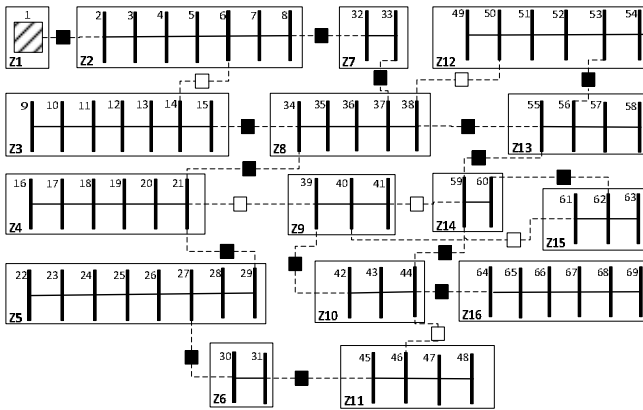 1
Z1
2 3 4 5 6 7 8
Z2
32 33
Z7
49 50 51 52 53 54
Z12
9 10 11 12 13 14 15
Z3
34 35 36 37 38
Z8
55 56 57 58
Z13
16 17 18 19 20 21
Z4
39 40 41
Z9
59 60
Z14
61 62 63
Z15
22 23 24 25 26 27 28 29
Z5
42 43 44
Z10
64 65 66 67 68 69
Z16
30 31
Z6
45 46 47 48
Z11